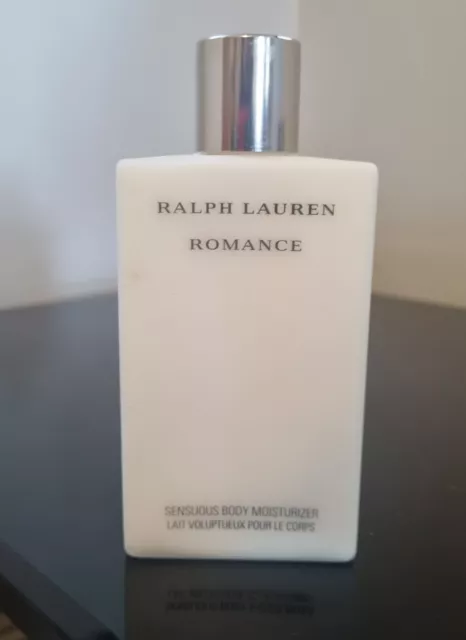 RALPH LAUREN
ROMANCE
SENSUOUS BODY MOISTURIZER
LAIT VOLUPTUEUX POUR LE CORPS